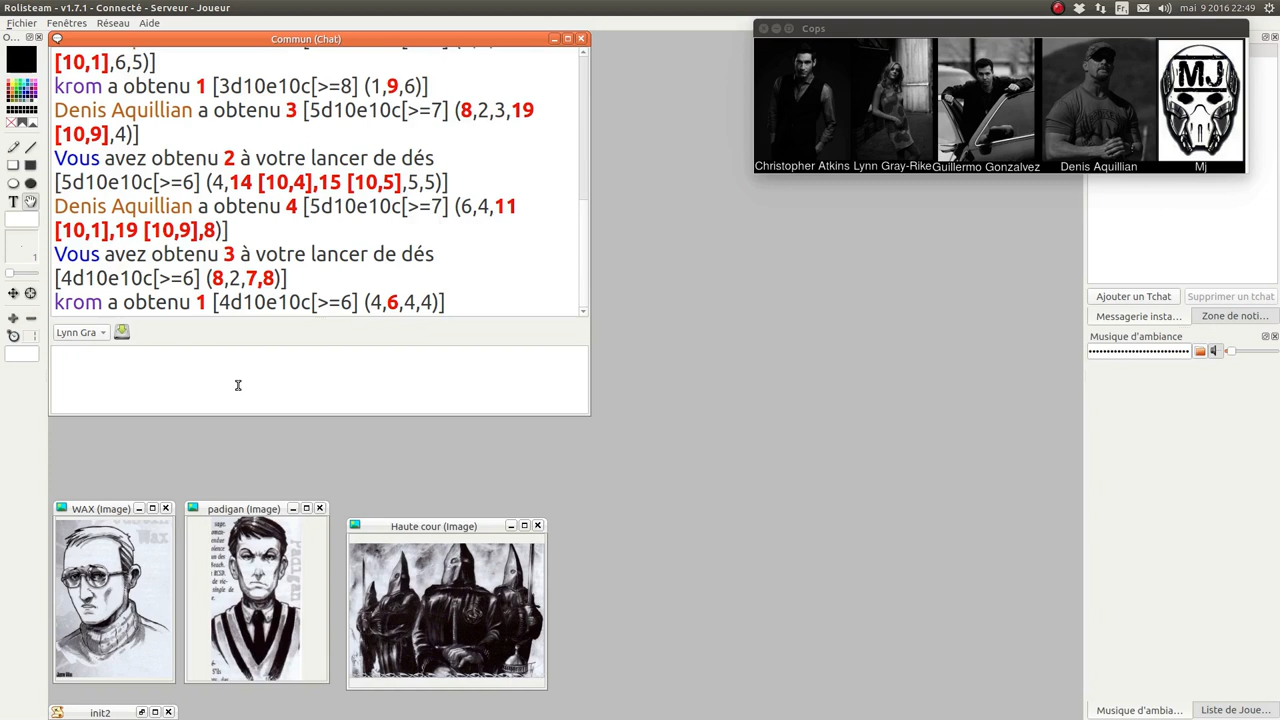 Rolisteam - v1.7.1 - Connecté - Serveur - Joueur
Fr,
mai 9 2016 22:49
Fichier Fenêtres Réseau Aide
O...
Commun (Chat)
[10,1],6,5)]
krom a obtenu 1 [3d10e10c[>=8] (1,9,6)]
Denis Aquillian a obtenu 3 [5d10e10c[>=7] (8,2,3,19
[10,9],4)]
Vous avez obtenu 2 à votre lancer de dés
[5d10e10c[>=6] (4,14 [10,4],15 [10,5],5,5)]
Denis Aquillian a obtenu 4 [5d10e10c[>=7] (6,4,11
[10,1],19 [10,9],8)]
Vous avez obtenu 3 à votre lancer de dés
[4d10e10c[>=6] (8,2,7,8)]
krom a obtenu 1 [4d10e10c[>=6] (4,6,4,4)]
Lynn Gra
T
1
Cops
MJ
Christopher Atkins Lynn Gray-Rike Guillermo Gonzalvez Denis Aquillian Mj
Ajouter un Tchat Supprimer un tchat
Messagerie insta... Zone de noti...
Musique d'ambiance
WAX (Image)
Wax
padigan (Image)
padigan
Haute cour (Image)
init2
Musique d'ambia... Liste de Joue...